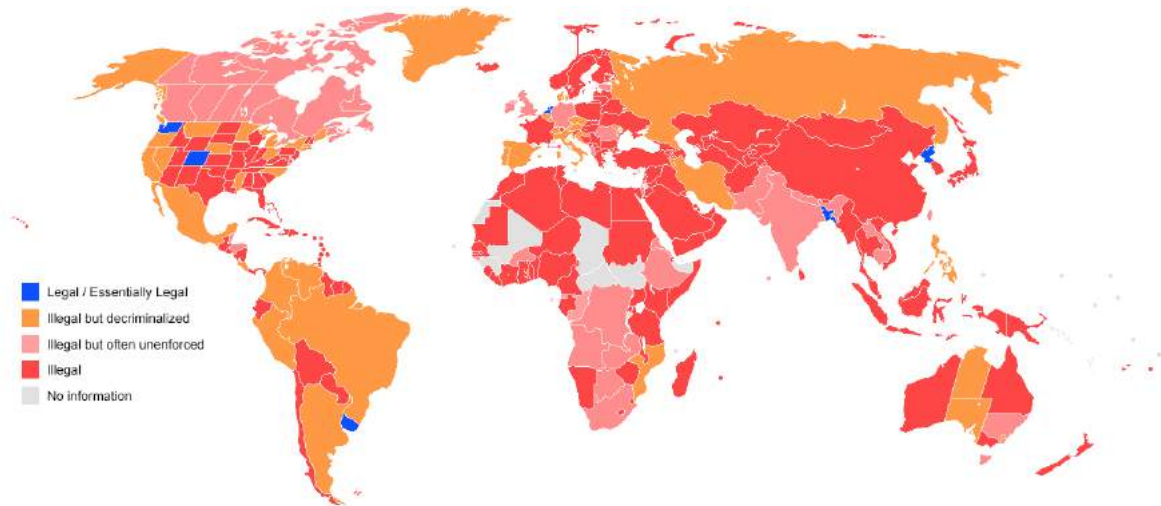 Legal / Essentially Legal
Illegal but decriminalized
Illegal but often unenforced
Illegal
No information